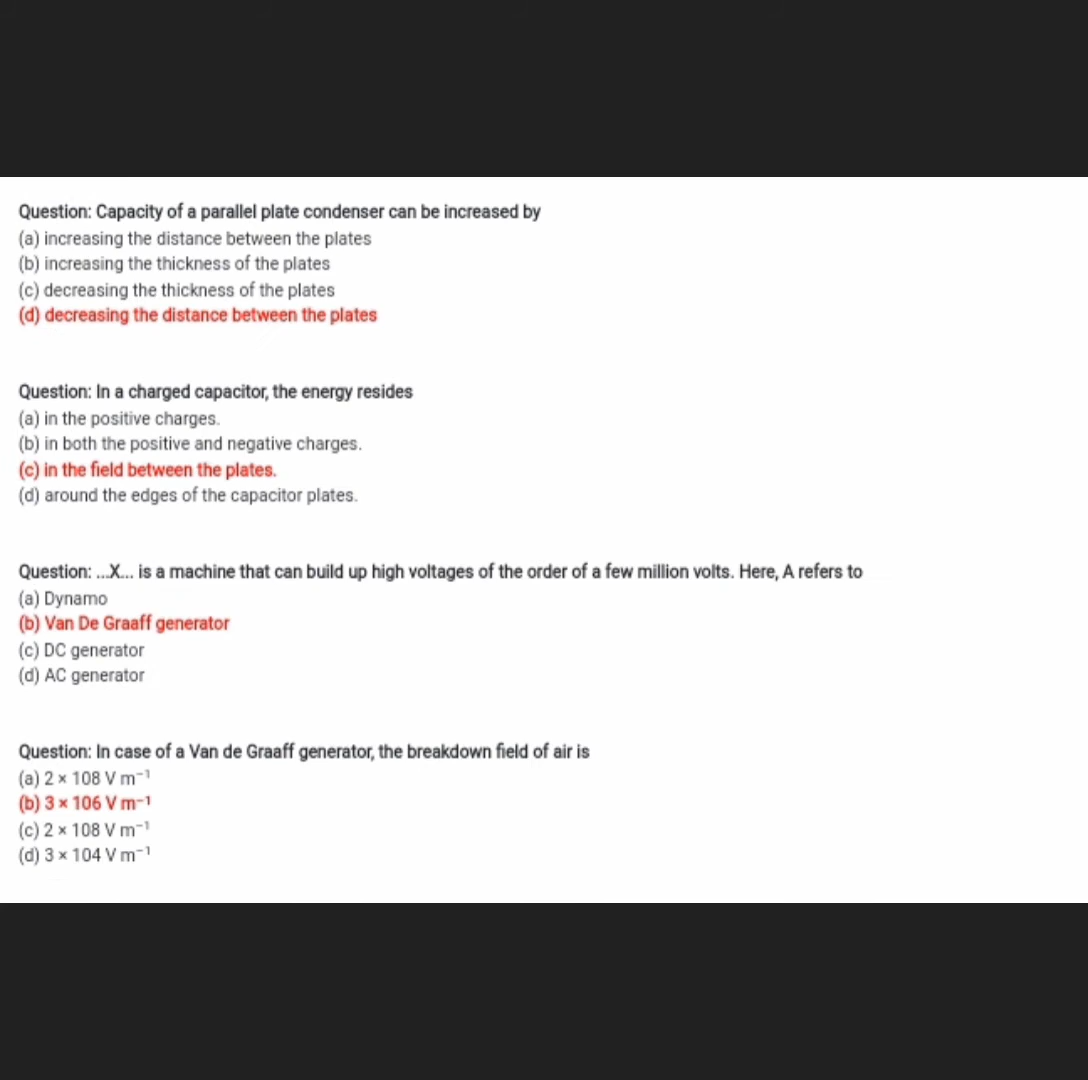 Question: Capacity of a parallel plate condenser can be increased by
(a) increasing the distance between the plates
(b) increasing the thickness of the plates
(c) decreasing the thickness of the plates
(d) decreasing the distance between the plates
Question: In a charged capacitor, the energy resides
(a) in the positive charges.
(b) in both the positive and negative charges.
(c) in the field between the plates.
(d) around the edges of the capacitor plates.
Question: ...X... is a machine that can build up high voltages of the order of a few million volts. Here, A refers to
(a) Dynamo
(b) Van De Graaff generator
(c) DC generator
(d) AC generator
Question: In case of a Van de Graaff generator, the breakdown field of air is
(a) 2 × 108 V m⁻¹
(b) 3 × 106 V m⁻¹
(c) 2 × 108 V m⁻¹
(d) 3 × 104 V m⁻¹